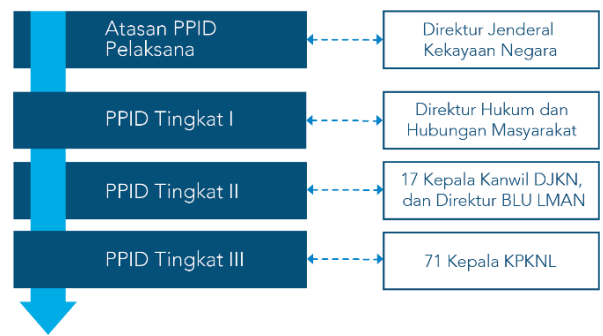 Atasan PPID
Pelaksana
Direktur Jenderal
Kekayaan Negara
PPID Tingkat I
Direktur Hukum dan
Hubungan Masyarakat
PPID Tingkat II
17 Kepala Kanwil DJKN,
dan Direktur BLU LMAN
PPID Tingkat III
71 Kepala KPKNL